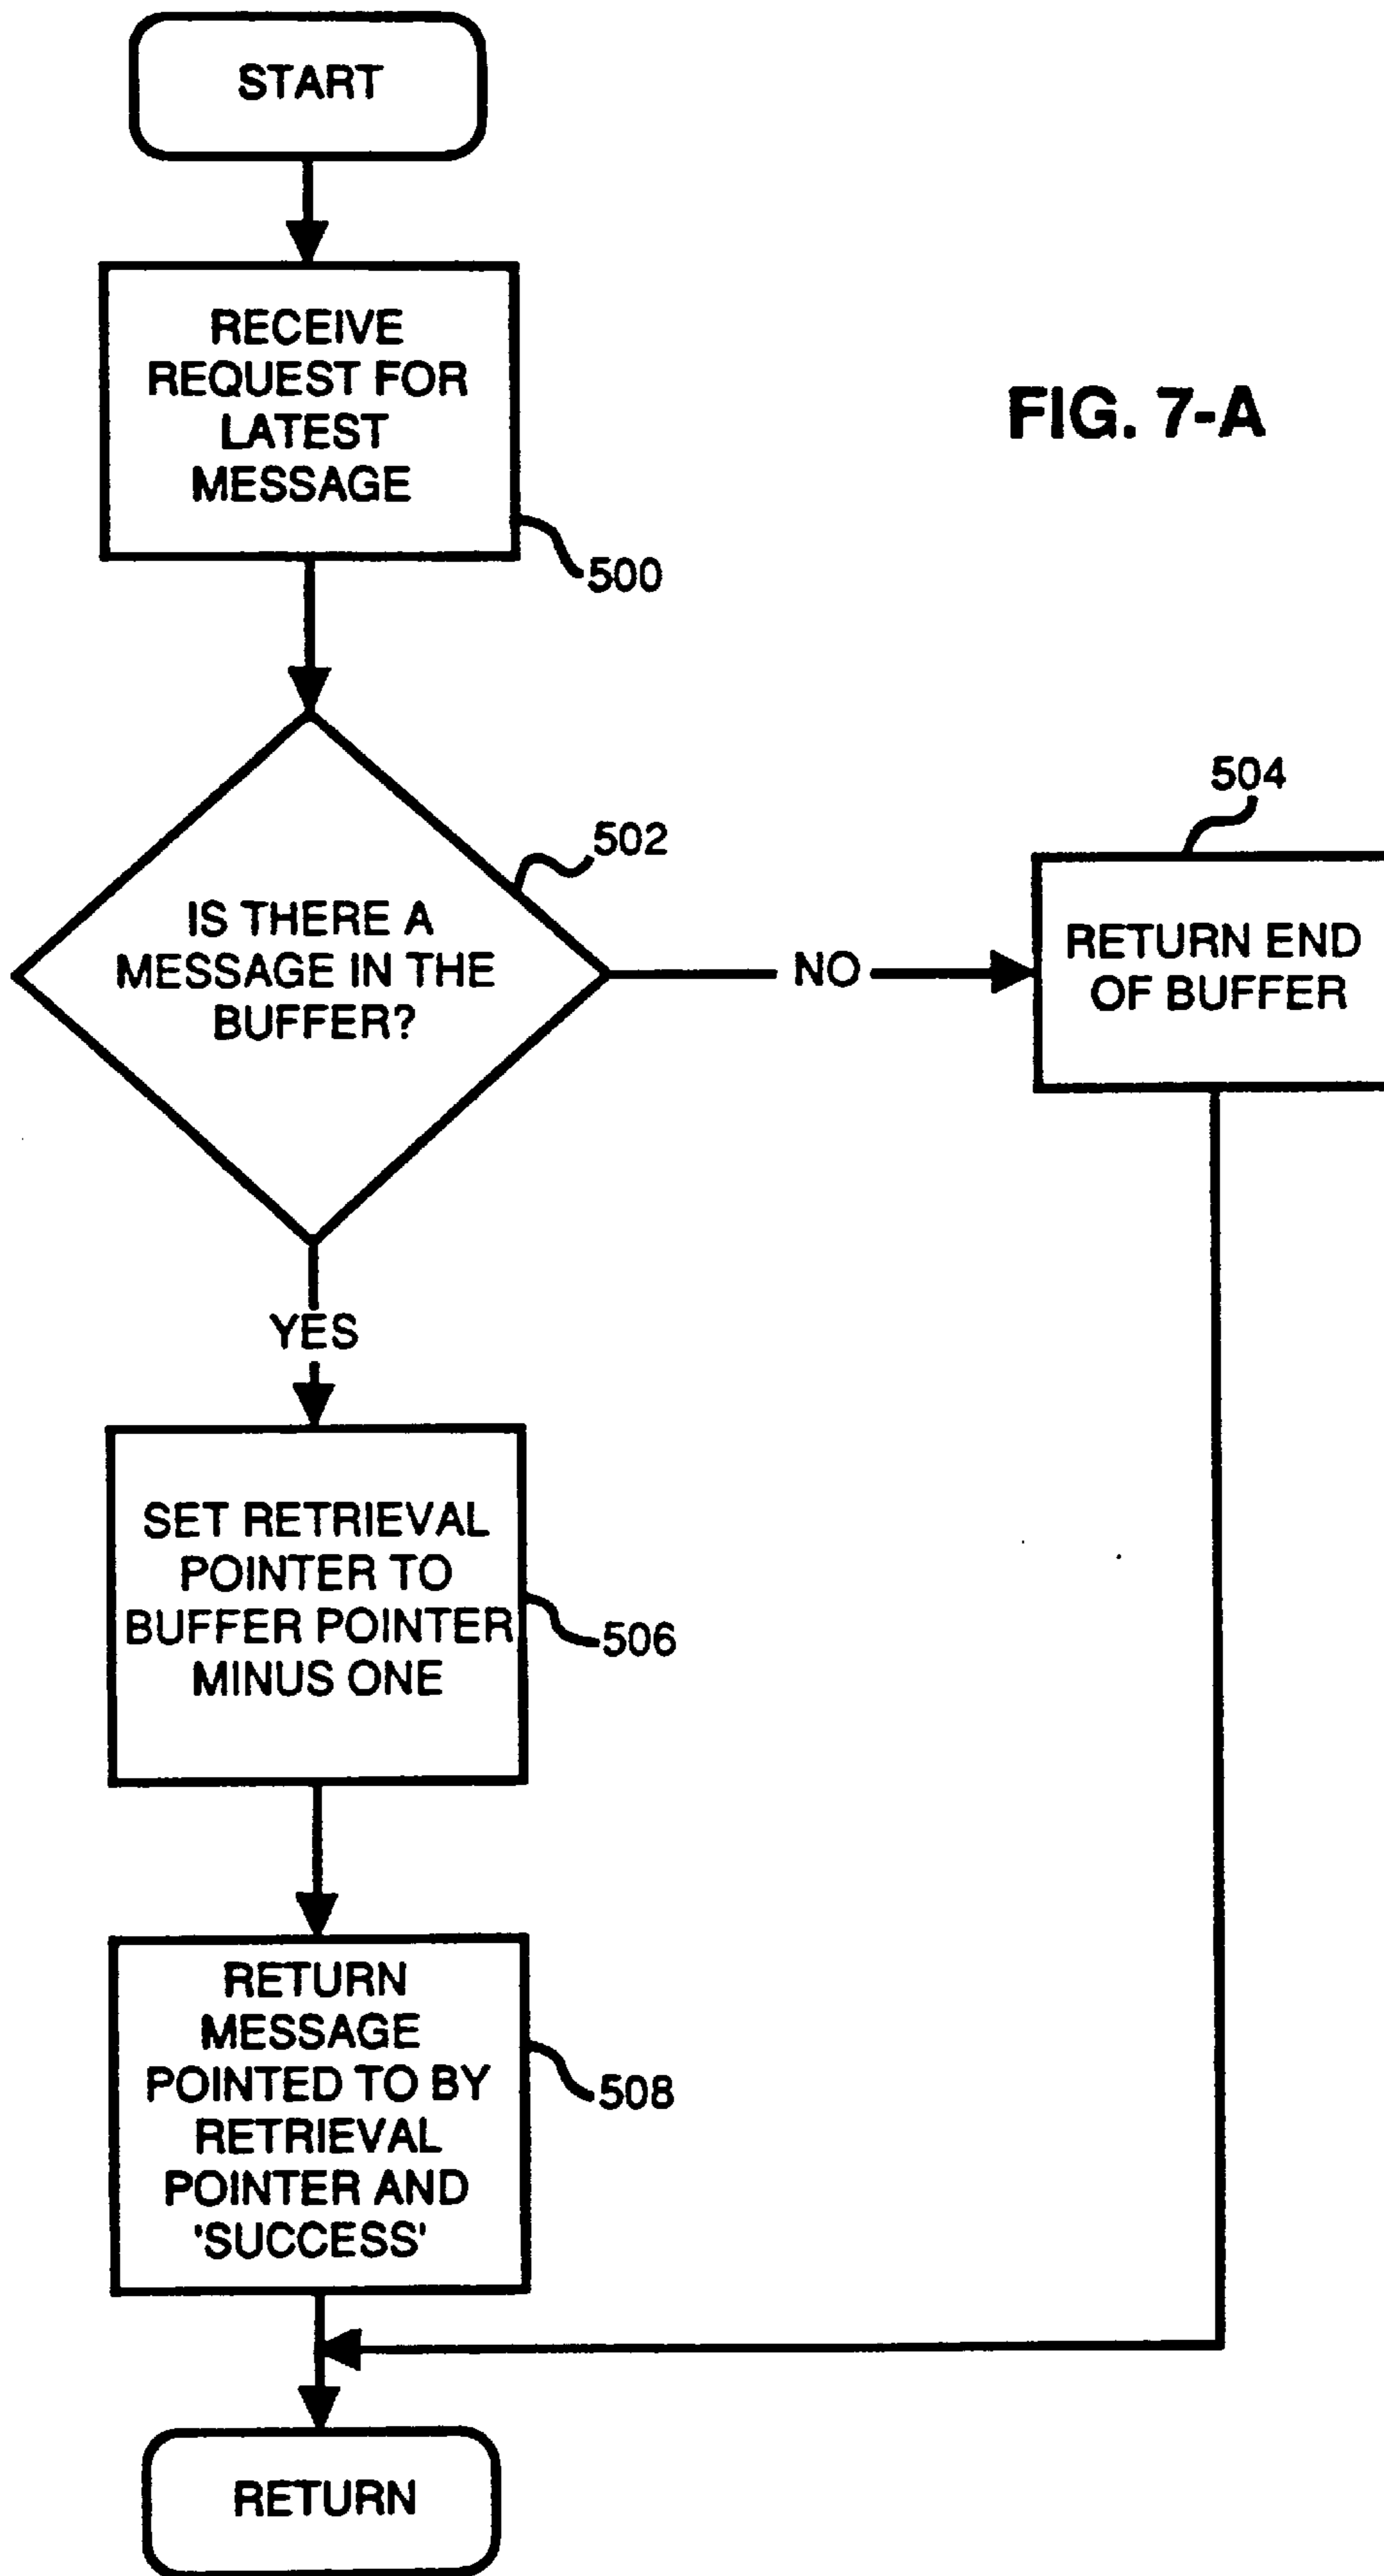 START
RECEIVE
REQUEST FOR
LATEST
MESSAGE
FIG. 7-A
500
504
502
IS THERE A
MESSAGE IN THE
BUFFER?
NO
RETURN END
OF BUFFER
YES
SET RETRIEVAL
POINTER TO
BUFFER POINTER
MINUS ONE
506
RETURN
MESSAGE
POINTED TO BY
RETRIEVAL
POINTER AND
'SUCCESS'
508
RETURN